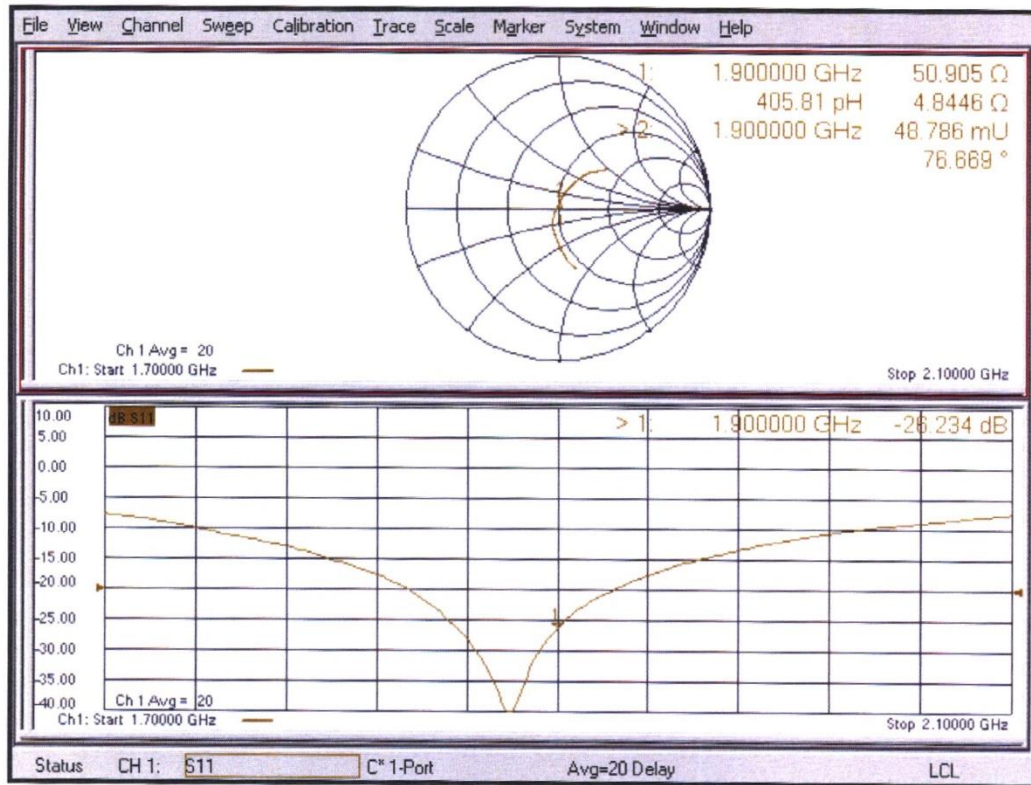 File View Channel Sweep Calibration Trace Scale Marker System Window Help
1: 1.900000 GHz 50.905 Ω
405.81 pH 4.8446 Ω
> 2: 1.900000 GHz 48.786 mU
76.669 °
Ch 1 Avg = 20
Ch1: Start 1.70000 GHz
Stop 2.10000 GHz
10.00
dB S11
> 1: 1.900000 GHz -26.234 dB
5.00
0.00
-5.00
-10.00
-15.00
-20.00
-25.00
1
-30.00
-35.00
-40.00
Ch 1 Avg = 20
Ch1: Start 1.70000 GHz
Stop 2.10000 GHz
Status CH 1: S11 C* 1-Port Avg=20 Delay LCL